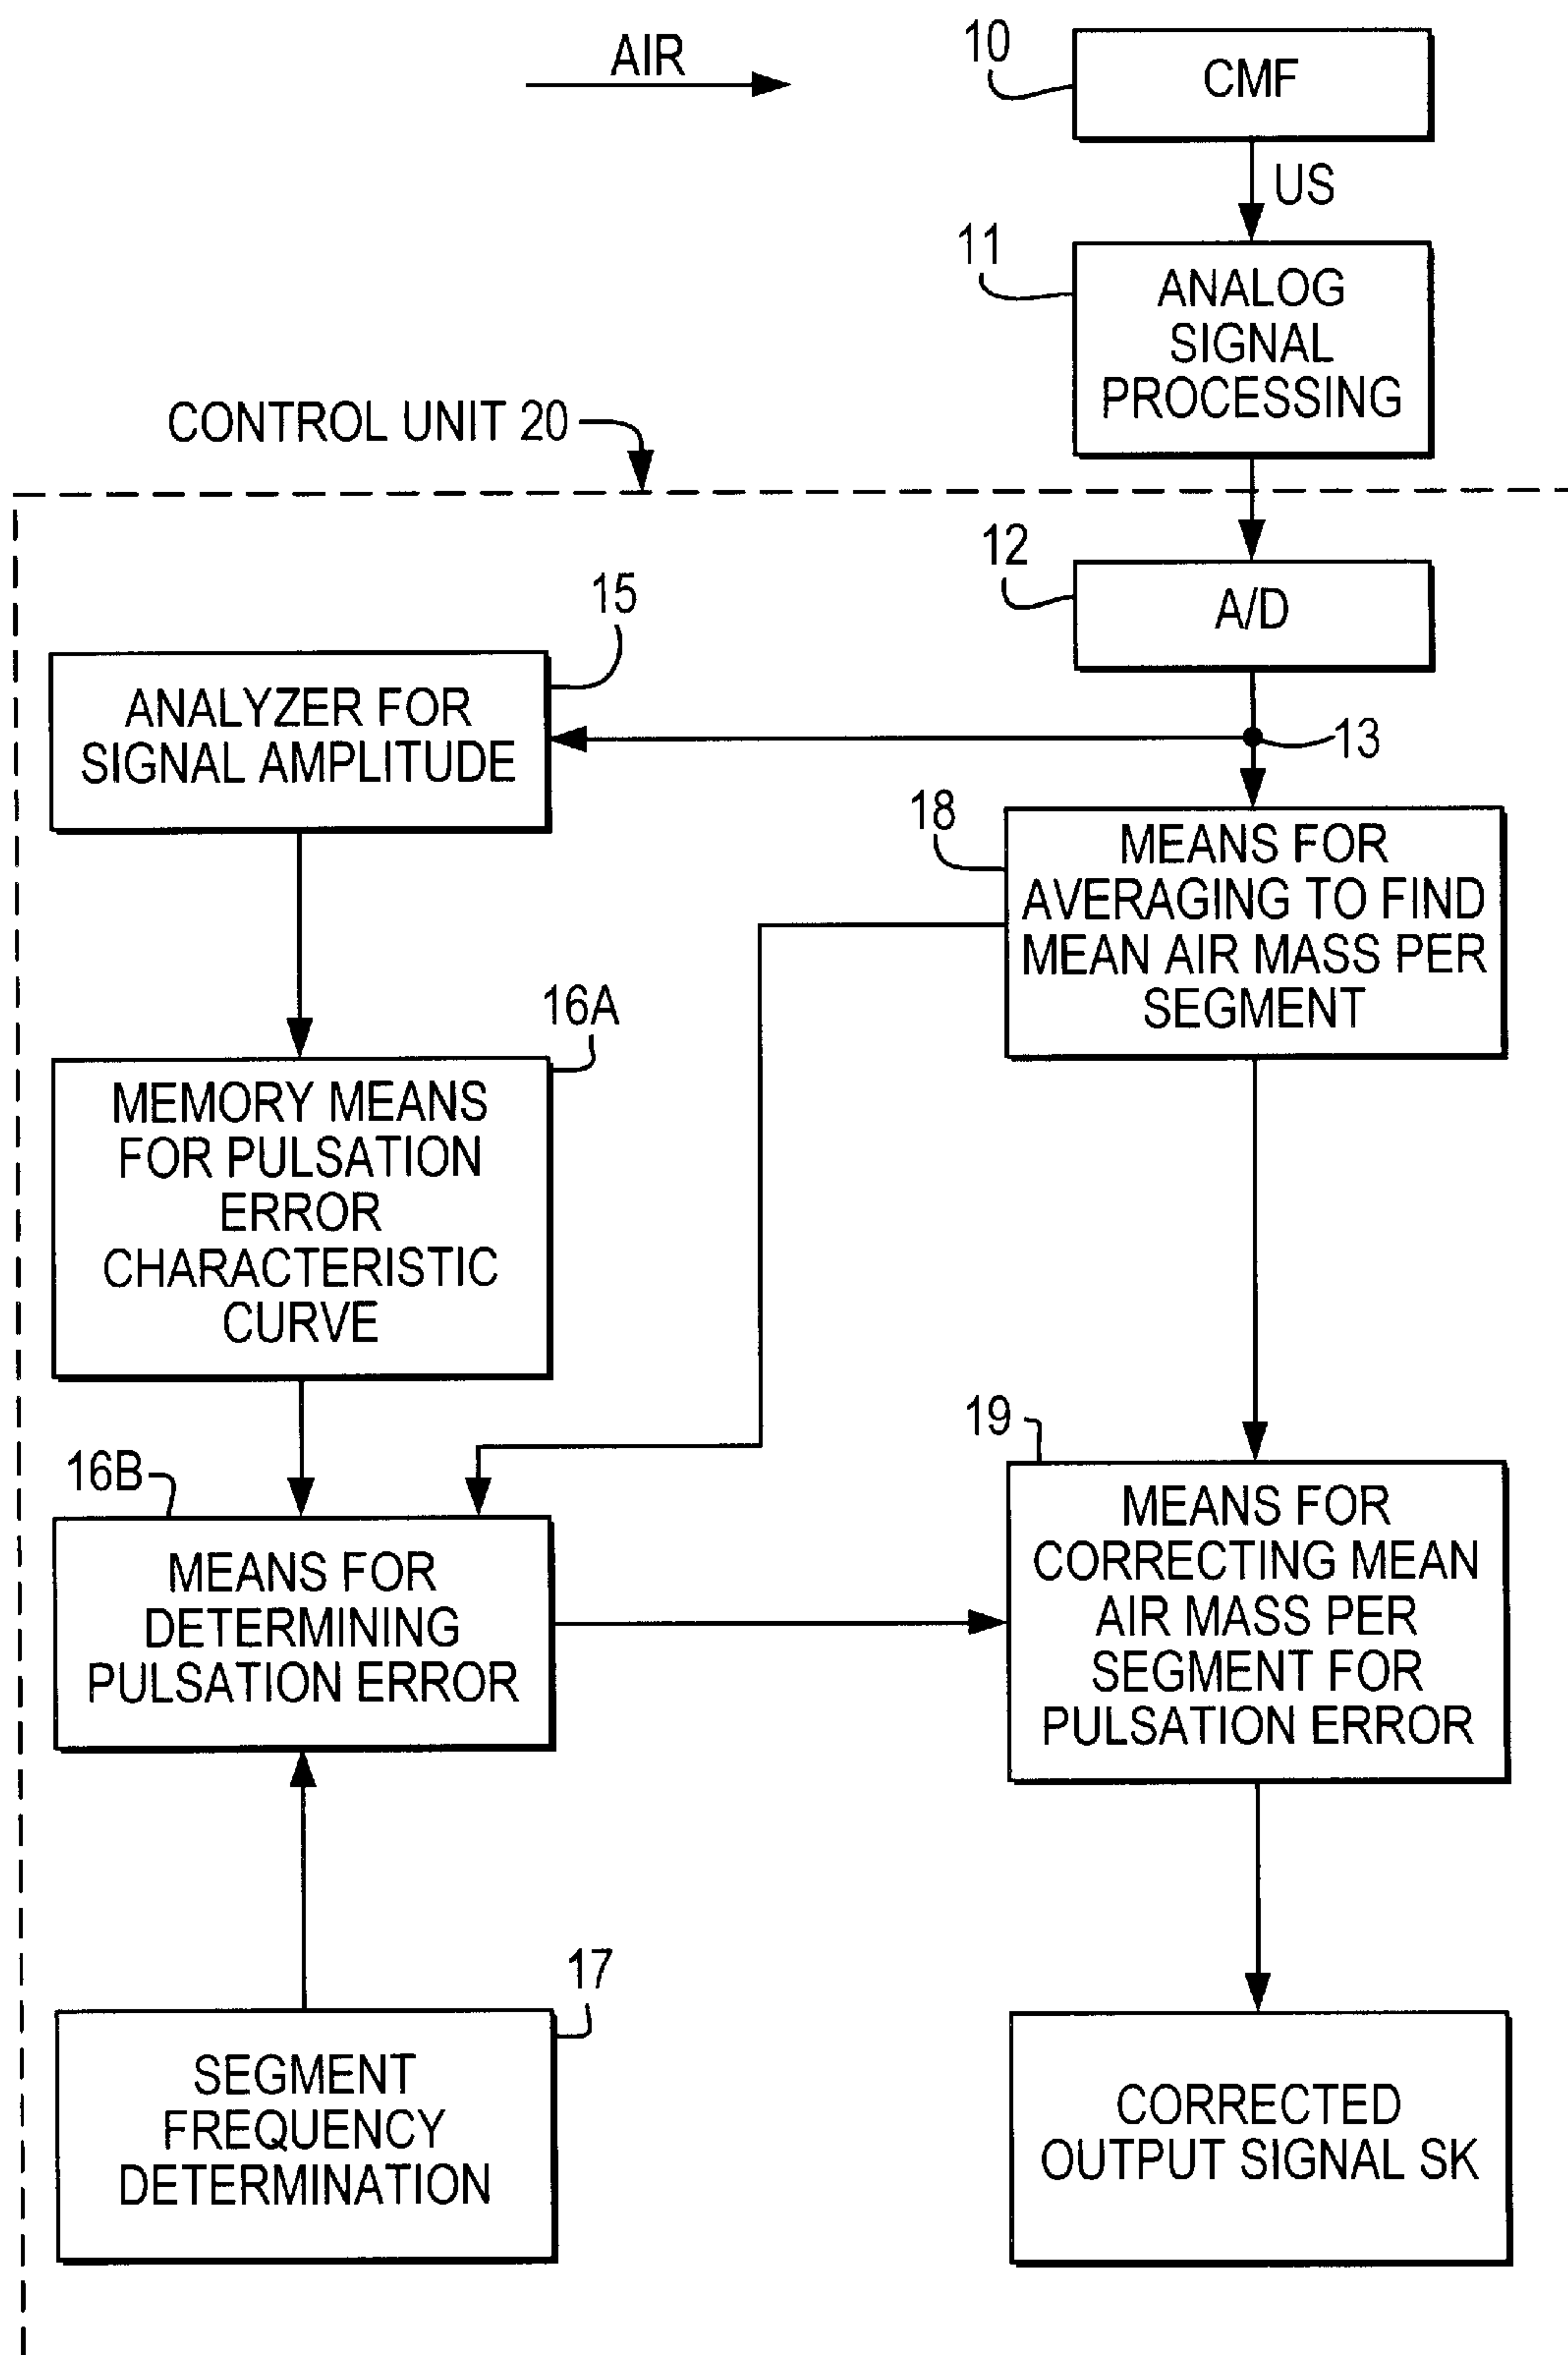 AIR
10
CMF
US
11
ANALOG
SIGNAL
PROCESSING
CONTROL UNIT 20
12
A/D
15
ANALYZER FOR
SIGNAL AMPLITUDE
13
18
MEANS FOR
AVERAGING TO FIND
MEAN AIR MASS PER
SEGMENT
16A
MEMORY MEANS
FOR PULSATION
ERROR
CHARACTERISTIC
CURVE
19
16B
MEANS FOR
DETERMINING
PULSATION ERROR
MEANS FOR
CORRECTING MEAN
AIR MASS PER
SEGMENT FOR
PULSATION ERROR
17
SEGMENT
FREQUENCY
DETERMINATION
CORRECTED
OUTPUT SIGNAL SK